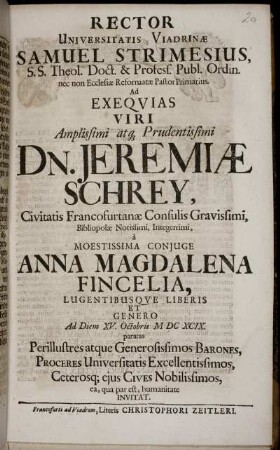 20
RECTOR
UNIVERSITATIS VIADRINÆ
SAMUEL STRIMESIUS,
S.S. Theol. Doct. & Profess. Publ. Ordin.
nec non Ecclesiæ Reformatæ Pastor Primarius.
Ad
EXEQVIAS
VIRI
Amplissimi atq; Prudentissimi
DN. JEREMIÆ
SCHREY,
Civitatis Francofurtanæ Consulis Gravissimi,
Bibliopolæ Notissimi, Integerrimi,
à
MOESTISSIMA CONJUGE
ANNA MAGDALENA
FINCELIA,
LUGENTIBUSQVE LIBERIS
ET
GENERO
Ad Diem XV. Octobris M DC XCIX.
paratas
Perillustres atque Generosissimos BARONES,
PROCERES Universitatis Excellentissimos,
Ceterosq; ejus CIVES Nobilissimos,
ea, qua par est, humanitate
INVITAT.
Francofurti ad Viadrum, Literis CHRISTOPHORI ZEITLERI.